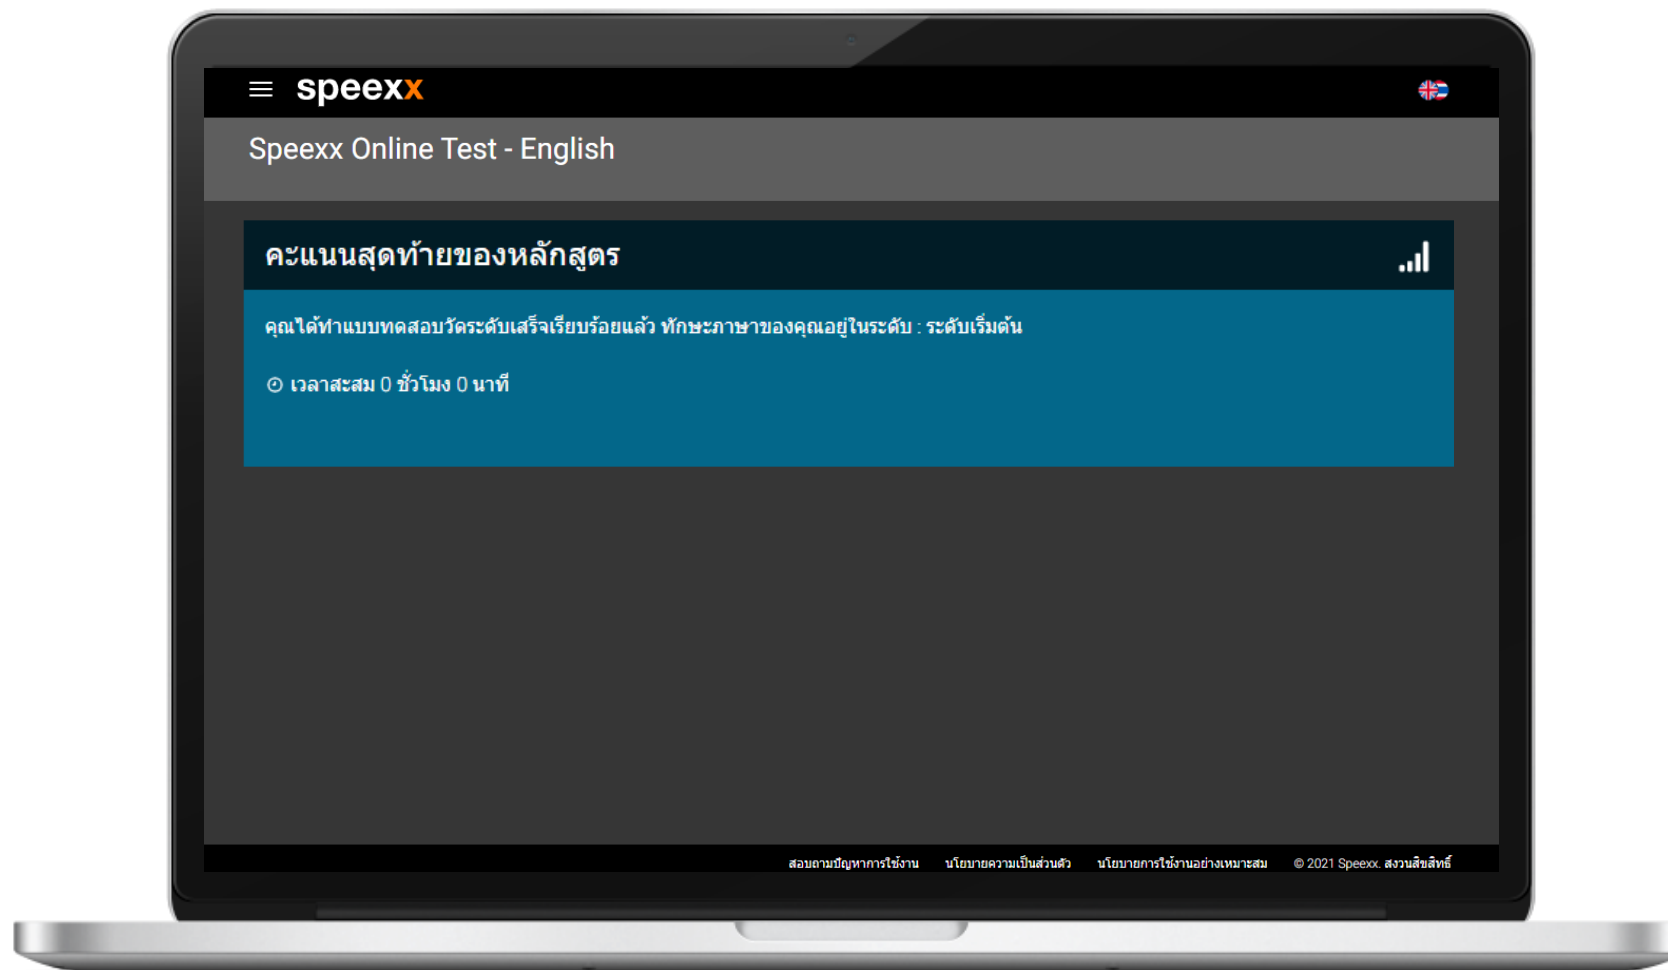 speexx
Speexx Online Test - English
คะแนนสุดท้ายของหลักสูตร
คุณได้ทำแบบทดสอบวัดระดับเสร็จเรียบร้อยแล้ว ทักษะภาษาของคุณอยู่ในระดับ : ระดับเริ่มต้น
เวลาสะสม 0 ชั่วโมง 0 นาที
สอบถามปัญหาการใช้งาน นโยบายความเป็นส่วนตัว นโยบายการใช้งานอย่างเหมาะสม © 2021 Speexx. สงวนสิขสิทธิ์